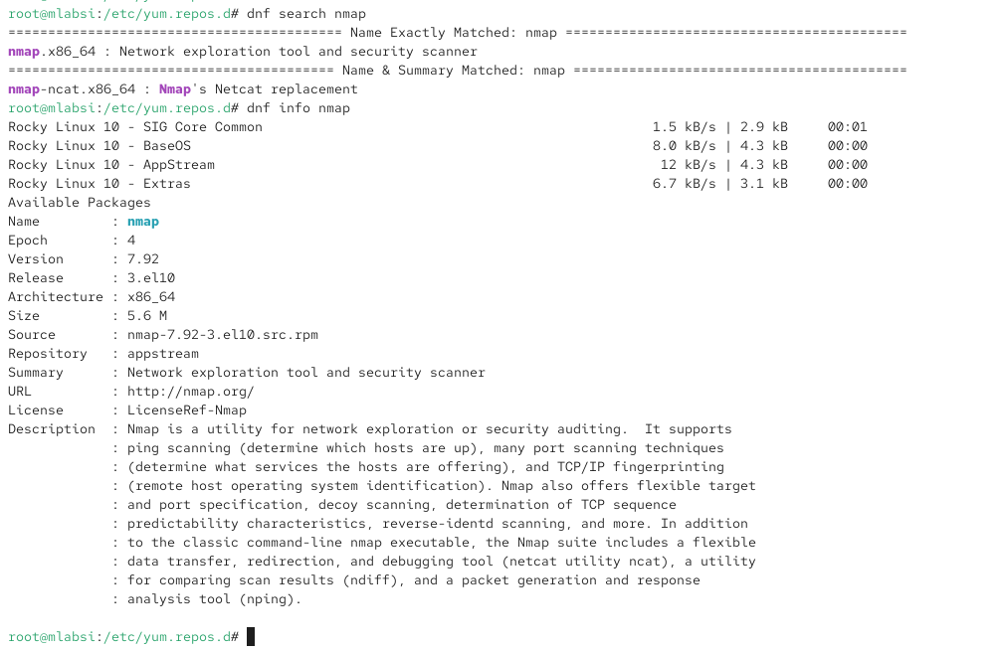 root@mlabsi:/etc/yum.repos.d# dnf search nmap
========================================== Name Exactly Matched: nmap ===========================================
nmap.x86_64 : Network exploration tool and security scanner
========================================= Name & Summary Matched: nmap ==========================================
nmap-ncat.x86_64 : Nmap's Netcat replacement
root@mlabsi:/etc/yum.repos.d# dnf info nmap
Rocky Linux 10 - SIG Core Common                                                 1.5 kB/s | 2.9 kB     00:01
Rocky Linux 10 - BaseOS                                                          8.0 kB/s | 4.3 kB     00:00
Rocky Linux 10 - AppStream                                                        12 kB/s | 4.3 kB     00:00
Rocky Linux 10 - Extras                                                          6.7 kB/s | 3.1 kB     00:00
Available Packages
Name         : nmap
Epoch        : 4
Version      : 7.92
Release      : 3.el10
Architecture : x86_64
Size         : 5.6 M
Source       : nmap-7.92-3.el10.src.rpm
Repository   : appstream
Summary      : Network exploration tool and security scanner
URL          : http://nmap.org/
License      : LicenseRef-Nmap
Description  : Nmap is a utility for network exploration or security auditing.  It supports
             : ping scanning (determine which hosts are up), many port scanning techniques
             : (determine what services the hosts are offering), and TCP/IP fingerprinting
             : (remote host operating system identification). Nmap also offers flexible target
             : and port specification, decoy scanning, determination of TCP sequence
             : predictability characteristics, reverse-identd scanning, and more. In addition
             : to the classic command-line nmap executable, the Nmap suite includes a flexible
             : data transfer, redirection, and debugging tool (netcat utility ncat), a utility
             : for comparing scan results (ndiff), and a packet generation and response
             : analysis tool (nping).
root@mlabsi:/etc/yum.repos.d#